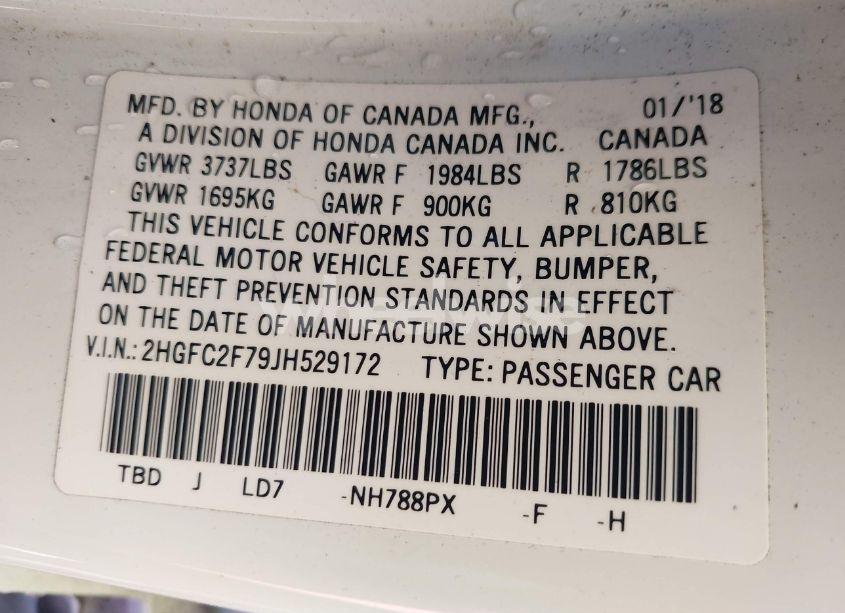 MFD. BY HONDA OF CANADA MFG., 01/'18
A DIVISION OF HONDA CANADA INC. CANADA
GVWR 3737LBS GAWR F 1984LBS R 1786LBS
GVWR 1695KG GAWR F 900KG R 810KG
THIS VEHICLE CONFORMS TO ALL APPLICABLE
FEDERAL MOTOR VEHICLE SAFETY, BUMPER,
AND THEFT PREVENTION STANDARDS IN EFFECT
ON THE DATE OF MANUFACTURE SHOWN ABOVE.
V.I.N.: 2HGFC2F79JH529172 TYPE: PASSENGER CAR
TBD J LD7 -NH788PX -F -H